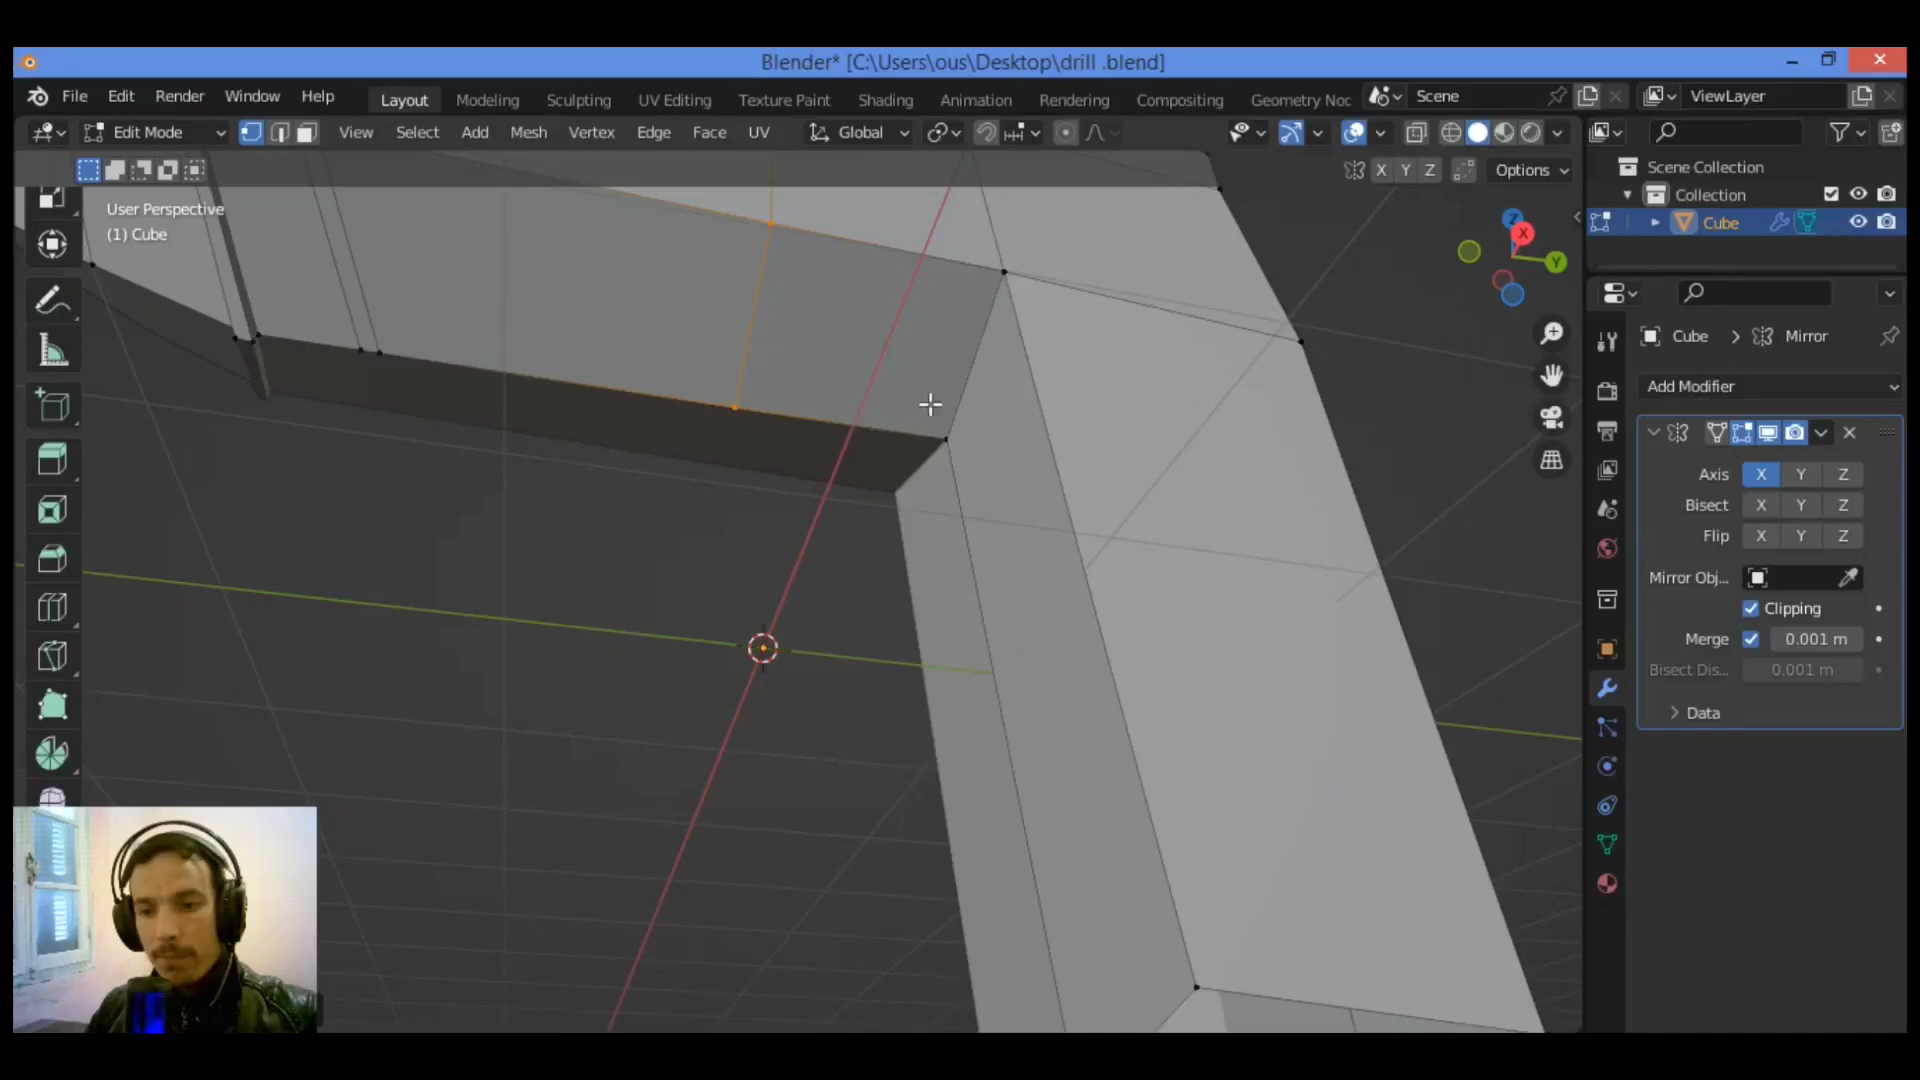 Blender* [C:\Users\ous\Desktop\drill .blend]
File Edit Render Window Help Layout Modeling Sculpting UV Editing Texture Paint Shading Animation Rendering Compositing Geometry Noc Scene ViewLayer
Edit Mode View Select Add Mesh Vertex Edge Face UV Global
X Y Z Options
User Perspective
(1) Cube
Z
X
Y
Scene Collection
Collection
Cube
Cube > Mirror
Add Modifier
Axis X Y Z
Bisect X Y Z
Flip X Y Z
Mirror Obj...
Clipping
Merge 0.001 m
Bisect Dis... 0.001 m
Data